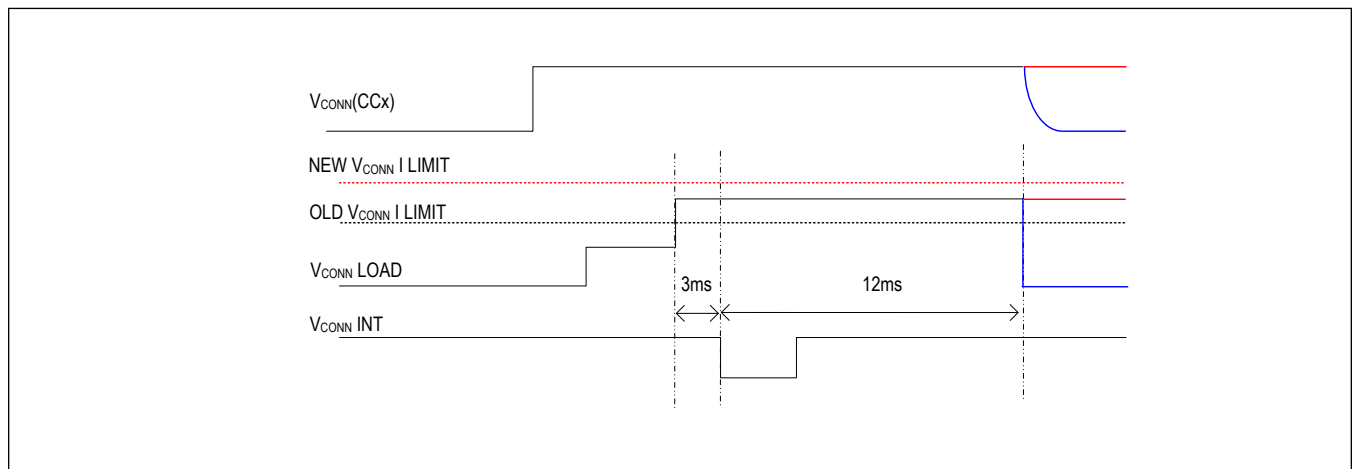 VCONN(CCx)
NEW VCONN I LIMIT
OLD VCONN I LIMIT
VCONN LOAD
3ms
12ms
VCONN INT